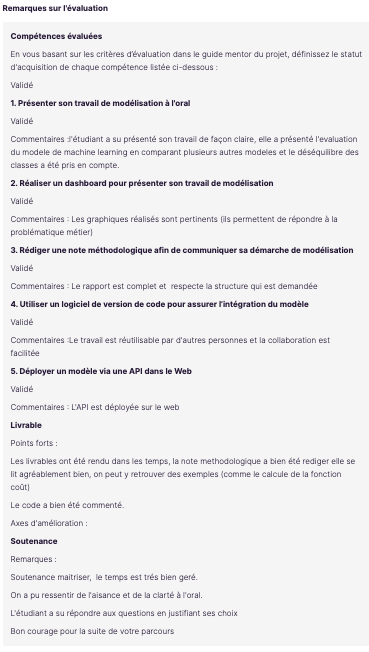 Remarques sur l'évaluation
Compétences évaluées
En vous basant sur les critères d'évaluation dans le guide mentor du projet, définissez le statut
d'acquisition de chaque compétence listée ci-dessous :
Validé
1. Présenter son travail de modélisation à l'oral
Validé
Commentaires :l'étudiant a su présenté son travail de façon claire, elle a présenté l'evaluation
du modele de machine learning en comparant plusieurs autres modeles et le déséquilibre des
classes a été pris en compte.
2. Réaliser un dashboard pour présenter son travail de modélisation
Validé
Commentaires : Les graphiques réalisés sont pertinents (ils permettent de répondre à la
problématique métier)
3. Rédiger une note méthodologique afin de communiquer sa démarche de modélisation
Validé
Commentaires : Le rapport est complet et  respecte la structure qui est demandée
4. Utiliser un logiciel de version de code pour assurer l'intégration du modèle
Validé
Commentaires :Le travail est réutilisable par d'autres personnes et la collaboration est
facilitée
5. Déployer un modèle via une API dans le Web
Validé
Commentaires : L'API est déployée sur le web
Livrable
Points forts :
Les livrables ont été rendu dans les temps, la note methodologique a bien été rediger elle se
lit agréablement bien, on peut y retrouver des exemples (comme le calcule de la fonction
coût)
Le code a bien été commenté.
Axes d'amélioration :
Soutenance
Remarques :
Soutenance maitriser,  le temps est trés bien geré.
On a pu ressentir de l'aisance et de la clarté à l'oral.
L'étudiant a su répondre aux questions en justifiant ses choix
Bon courage pour la suite de votre parcours